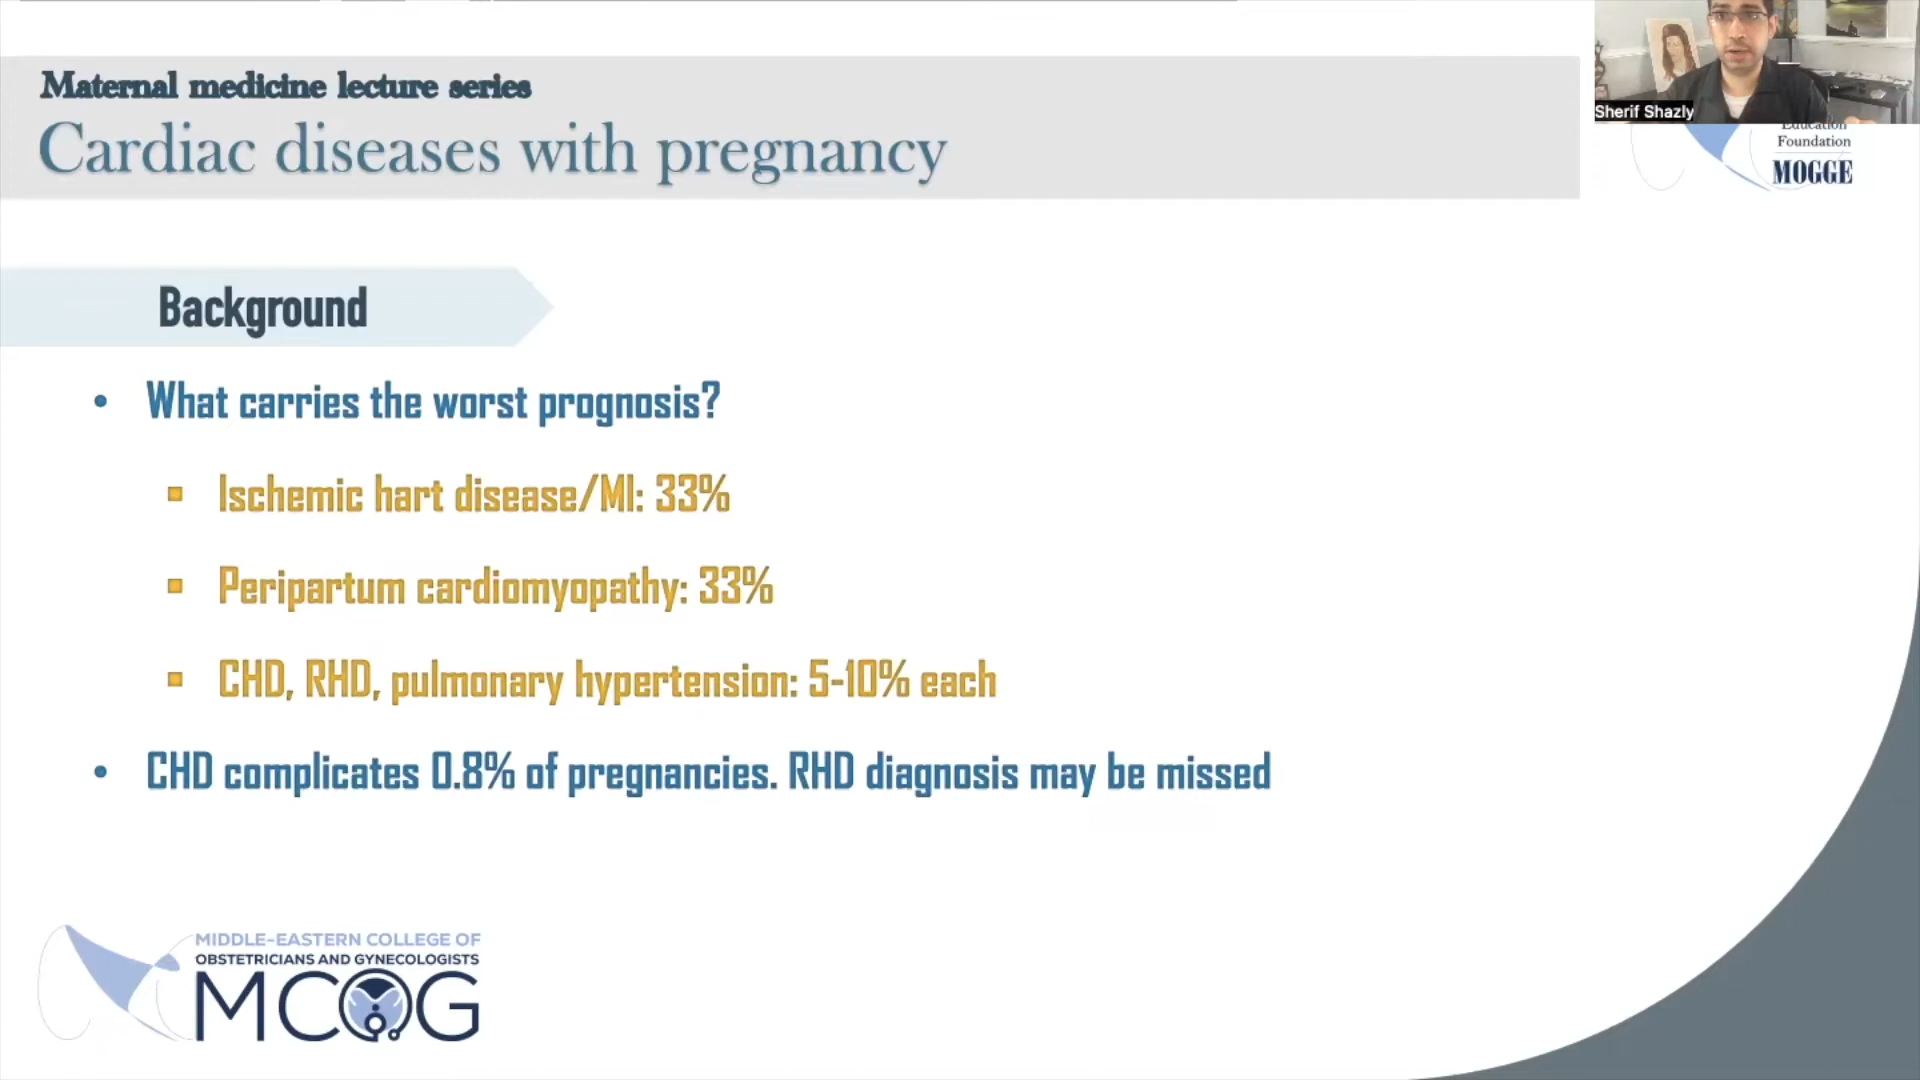 Maternal medicine lecture series
Cardiac diseases with pregnancy
Sherif Shazly
Education
Foundation
MOGGE
Background
• What carries the worst prognosis?
▪ Ischemic hart disease/MI: 33%
▪ Peripartum cardiomyopathy: 33%
▪ CHD, RHD, pulmonary hypertension: 5-10% each
• CHD complicates 0.8% of pregnancies. RHD diagnosis may be missed
MIDDLE-EASTERN COLLEGE OF
OBSTETRICIANS AND GYNECOLOGISTS
MCOG